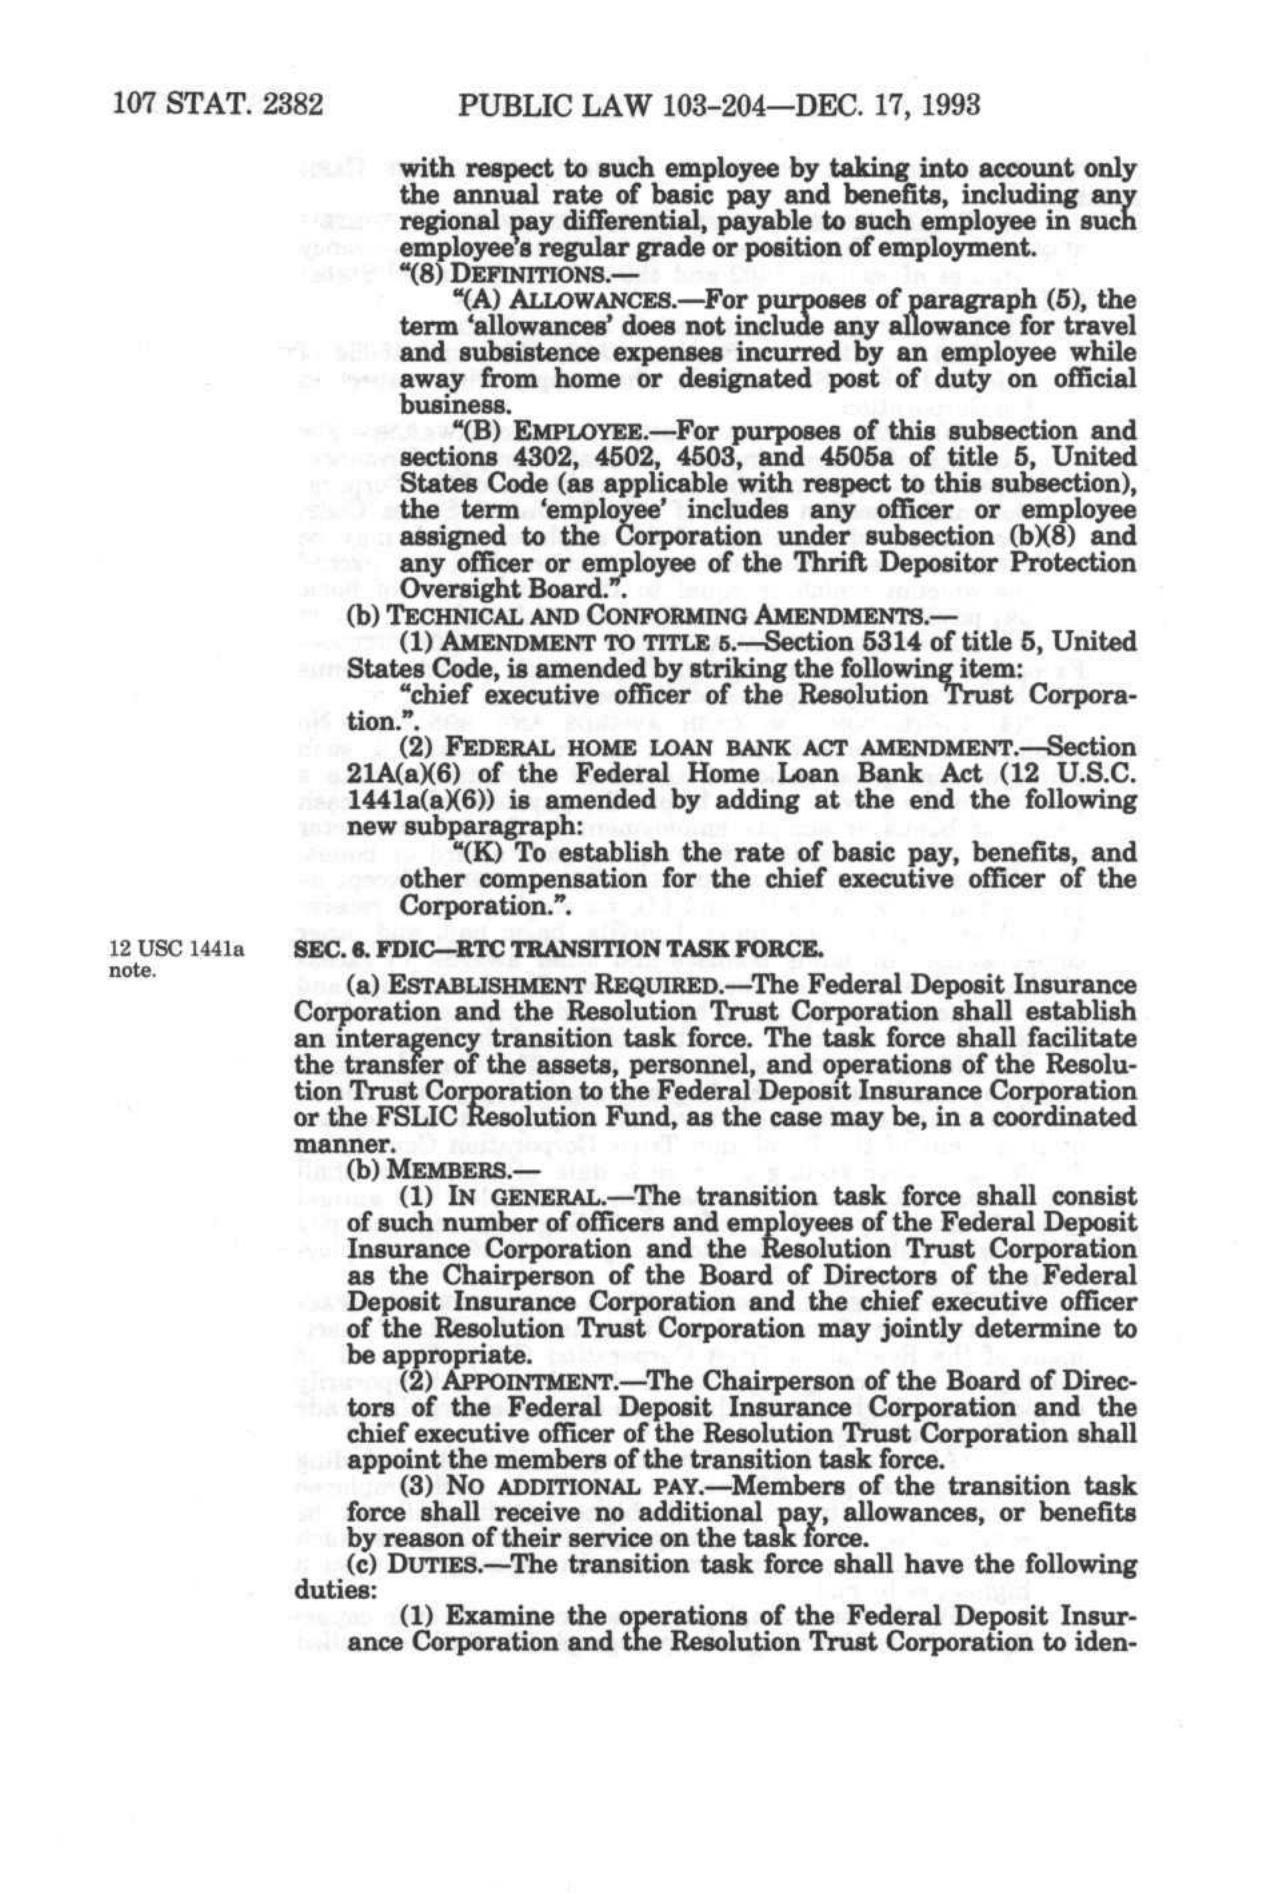 107 STAT. 2382 PUBLIC LAW 103–204—DEC. 17, 1993
with respect to such employee by taking into account only
the annual rate of basic pay and benefits, including any
regional pay differential, payable to such employee in such
employee's regular grade or position of employment.
“(8) DEFINITIONS.—
“(A) ALLOWANCES.—For purposes of paragraph (5), the
term ‘allowances’ does not include any allowance for travel
and subsistence expenses incurred by an employee while
away from home or designated post of duty on official
business.
“(B) EMPLOYEE.—For purposes of this subsection and
sections 4302, 4502, 4503, and 4505a of title 5, United
States Code (as applicable with respect to this subsection),
the term ‘employee’ includes any officer or employee
assigned to the Corporation under subsection (b)(8) and
any officer or employee of the Thrift Depositor Protection
Oversight Board.”.
(b) TECHNICAL AND CONFORMING AMENDMENTS.—
(1) AMENDMENT TO TITLE 5.—Section 5314 of title 5, United
States Code, is amended by striking the following item:
“chief executive officer of the Resolution Trust Corpora-
tion.”.
(2) FEDERAL HOME LOAN BANK ACT AMENDMENT.—Section
21A(a)(6) of the Federal Home Loan Bank Act (12 U.S.C.
1441a(a)(6)) is amended by adding at the end the following
new subparagraph:
“(K) To establish the rate of basic pay, benefits, and
other compensation for the chief executive officer of the
Corporation.”.
12 USC 1441a
note.
SEC. 6. FDIC–RTC TRANSITION TASK FORCE.
(a) ESTABLISHMENT REQUIRED.—The Federal Deposit Insurance
Corporation and the Resolution Trust Corporation shall establish
an interagency transition task force. The task force shall facilitate
the transfer of the assets, personnel, and operations of the Resolu-
tion Trust Corporation to the Federal Deposit Insurance Corporation
or the FSLIC Resolution Fund, as the case may be, in a coordinated
manner.
(b) MEMBERS.—
(1) IN GENERAL.—The transition task force shall consist
of such number of officers and employees of the Federal Deposit
Insurance Corporation and the Resolution Trust Corporation
as the Chairperson of the Board of Directors of the Federal
Deposit Insurance Corporation and the chief executive officer
of the Resolution Trust Corporation may jointly determine to
be appropriate.
(2) APPOINTMENT.—The Chairperson of the Board of Direc-
tors of the Federal Deposit Insurance Corporation and the
chief executive officer of the Resolution Trust Corporation shall
appoint the members of the transition task force.
(3) NO ADDITIONAL PAY.—Members of the transition task
force shall receive no additional pay, allowances, or benefits
by reason of their service on the task force.
(c) DUTIES.—The transition task force shall have the following
duties:
(1) Examine the operations of the Federal Deposit Insur-
ance Corporation and the Resolution Trust Corporation to iden-